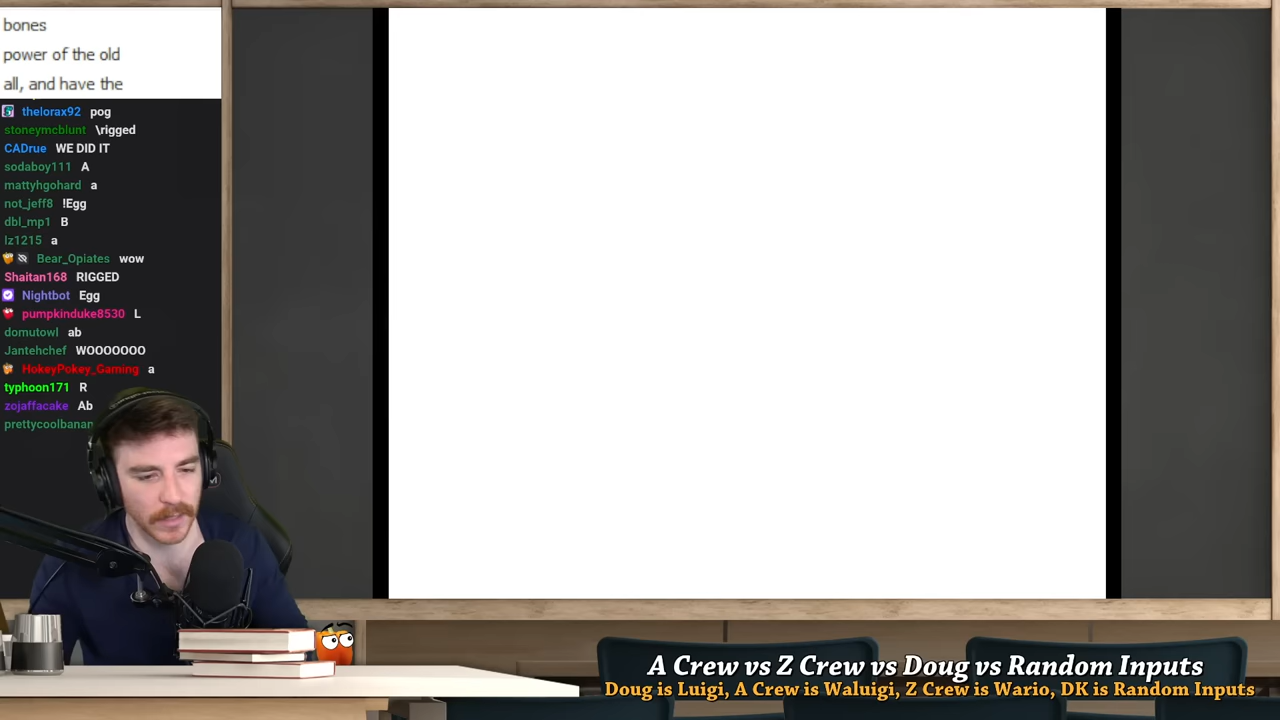 bones
power of the old
all, and have the
thelorax92 pog
stoneymcblunt \rigged
CADrue WE DID IT
sodaboy111 A
mattyhgohard a
not_jeff8 !Egg
dbl_mp1 B
lz1215 a
Bear_Opiates wow
Shaitan168 RIGGED
Nightbot Egg
pumpkinduke8530 L
domutowl ab
Jantehchef WOOOOOOO
HokeyPokey_Gaming a
typhoon171 R
zojaffacake Ab
prettycoolbanan
A Crew vs Z Crew vs Doug vs Random Inputs
Doug is Luigi, A Crew is Waluigi, Z Crew is Wario, DK is Random Inputs